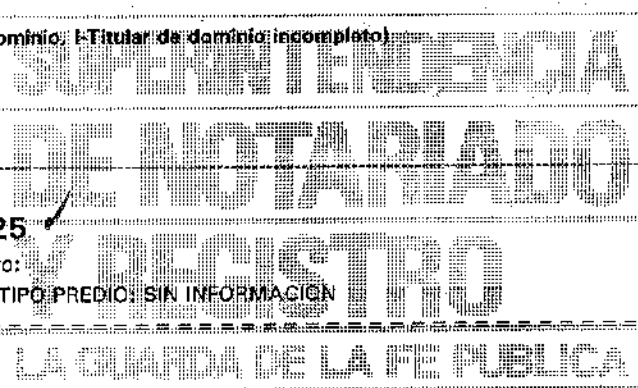 ominio, I-Titular de dominio incompleto)
SUPERINTENDENCIA
DE NOTARIADO
25
Y REGISTRO
ro:
TIPO PREDIO: SIN INFORMACION
LA GUARDA DE LA FE PUBLICA